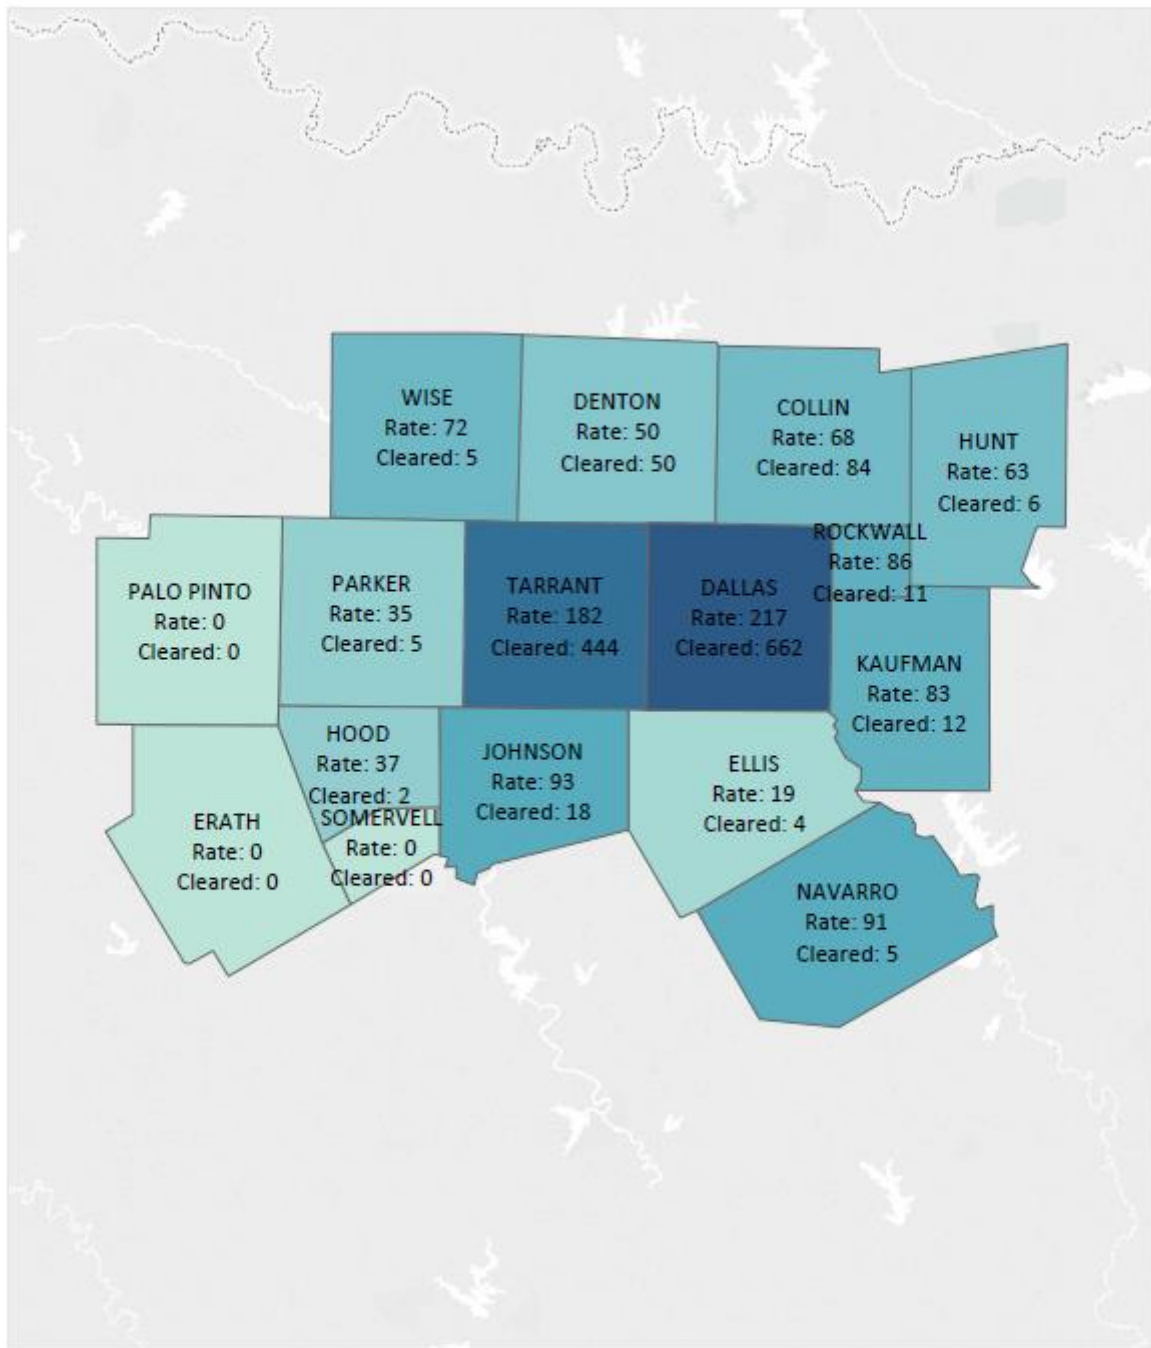 WISE
Rate: 72
Cleared: 5
DENTON
Rate: 50
Cleared: 50
COLLIN
Rate: 68
Cleared: 84
HUNT
Rate: 63
Cleared: 6
ROCKWALL
Rate: 86
Cleared: 11
PALO PINTO
Rate: 0
Cleared: 0
PARKER
Rate: 35
Cleared: 5
TARRANT
Rate: 182
Cleared: 444
DALLAS
Rate: 217
Cleared: 662
KAUFMAN
Rate: 83
Cleared: 12
HOOD
Rate: 37
Cleared: 2
JOHNSON
Rate: 93
Cleared: 18
ELLIS
Rate: 19
Cleared: 4
ERATH
Rate: 0
Cleared: 0
SOMERVELL
Rate: 0
Cleared: 0
NAVARRO
Rate: 91
Cleared: 5